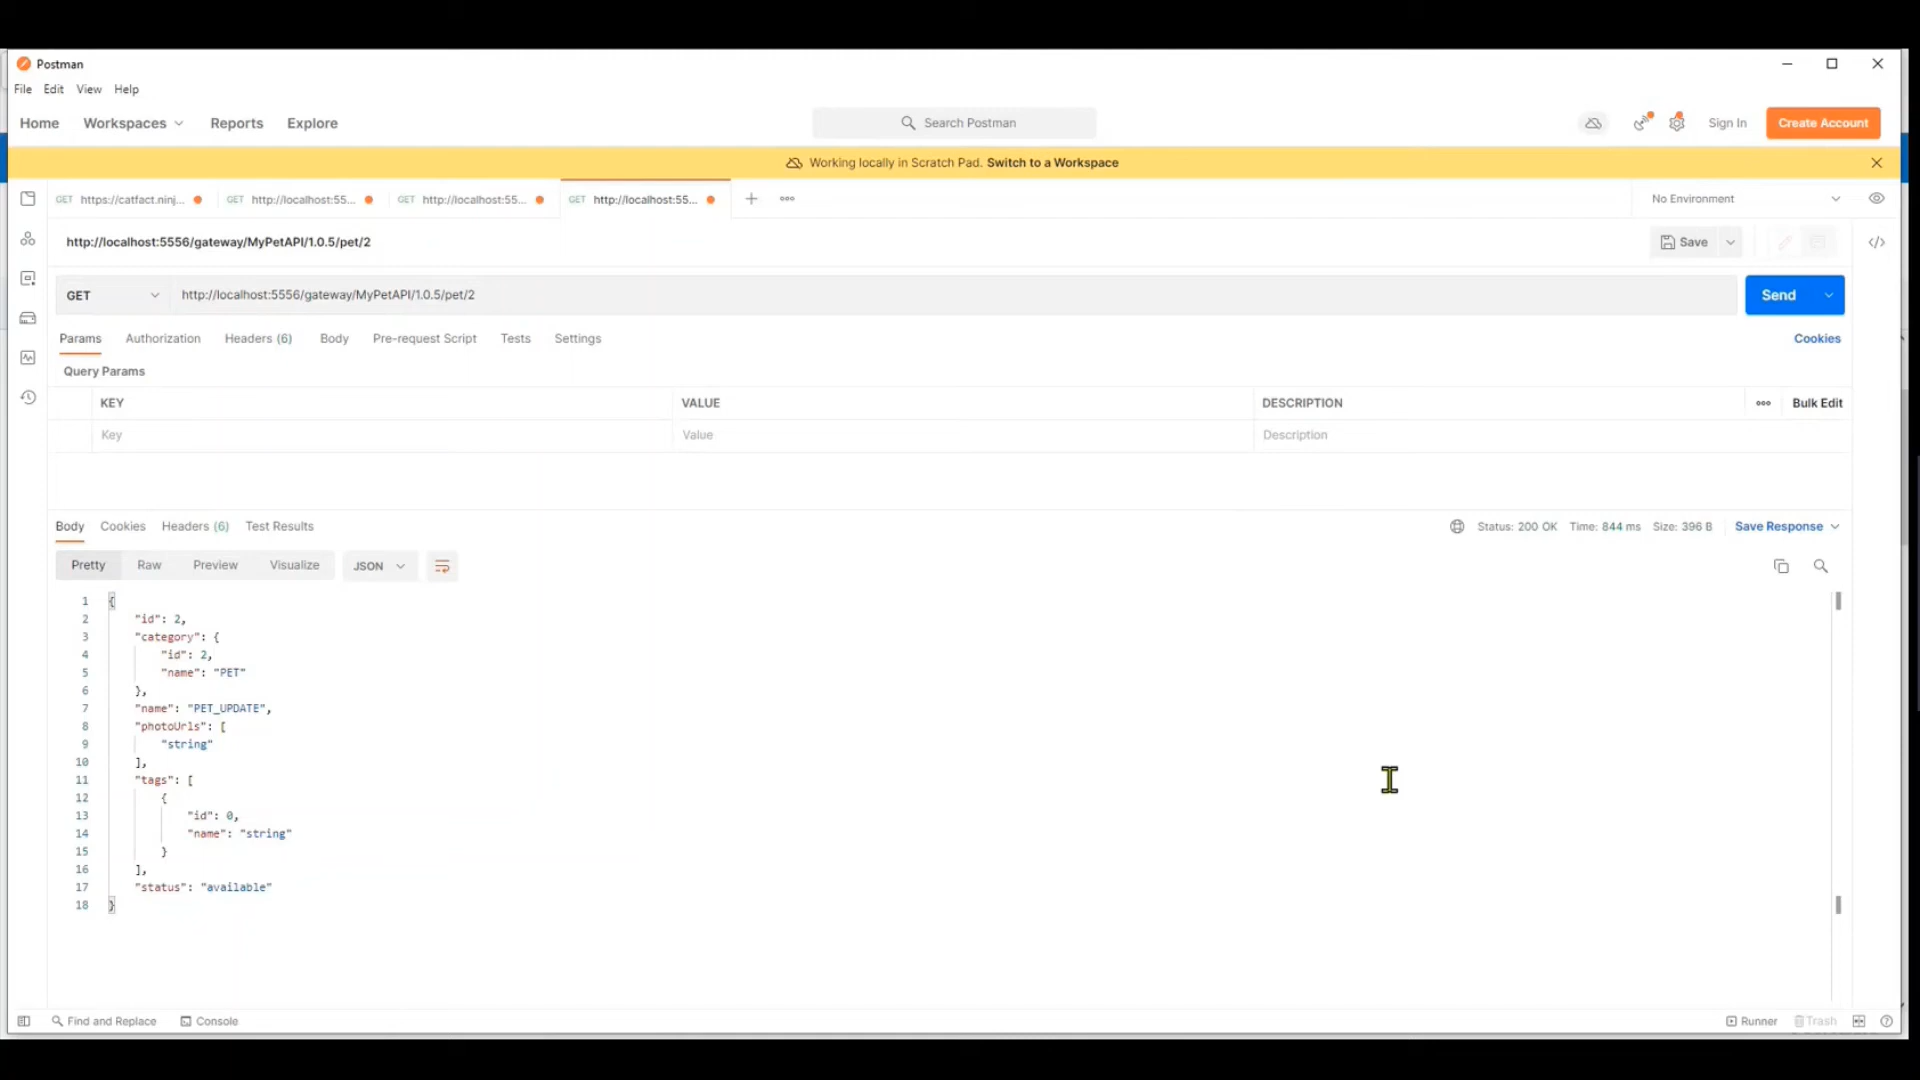 Postman
File Edit View Help
Home Workspaces Reports Explore Search Postman Sign In Create Account
Working locally in Scratch Pad. Switch to a Workspace
GET https://catfact.ninj... GET http://localhost:55... GET http://localhost:55... GET http://localhost:55... No Environment
http://localhost:5556/gateway/MyPetAPI/1.0.5/pet/2 Save
GET http://localhost:5556/gateway/MyPetAPI/1.0.5/pet/2 Send
Params Authorization Headers (6) Body Pre-request Script Tests Settings Cookies
Query Params
KEY VALUE DESCRIPTION Bulk Edit
Key Value Description
Body Cookies Headers (6) Test Results Status: 200 OK Time: 844 ms Size: 396 B Save Response
Pretty Raw Preview Visualize JSON
1 {
2 "id": 2,
3 "category": {
4 "id": 2,
5 "name": "PET"
6 },
7 "name": "PET_UPDATE",
8 "photoUrls": [
9 "string"
10 ],
11 "tags": [
12 {
13 "id": 0,
14 "name": "string"
15 }
16 ],
17 "status": "available"
18 }
Find and Replace Console Runner Trash